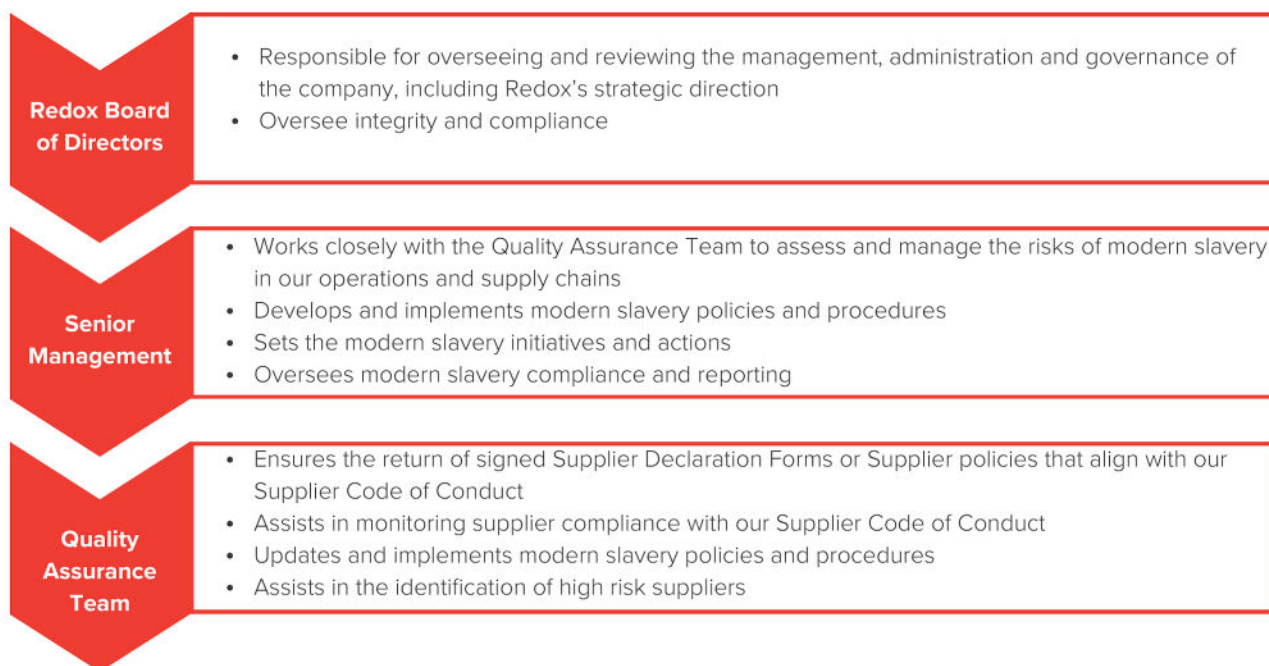 Redox Board
of Directors
• Responsible for overseeing and reviewing the management, administration and governance of
the company, including Redox's strategic direction
• Oversee integrity and compliance
Senior
Management
• Works closely with the Quality Assurance Team to assess and manage the risks of modern slavery
in our operations and supply chains
• Develops and implements modern slavery policies and procedures
• Sets the modern slavery initiatives and actions
• Oversees modern slavery compliance and reporting
Quality
Assurance
Team
• Ensures the return of signed Supplier Declaration Forms or Supplier policies that align with our
Supplier Code of Conduct
• Assists in monitoring supplier compliance with our Supplier Code of Conduct
• Updates and implements modern slavery policies and procedures
• Assists in the identification of high risk suppliers